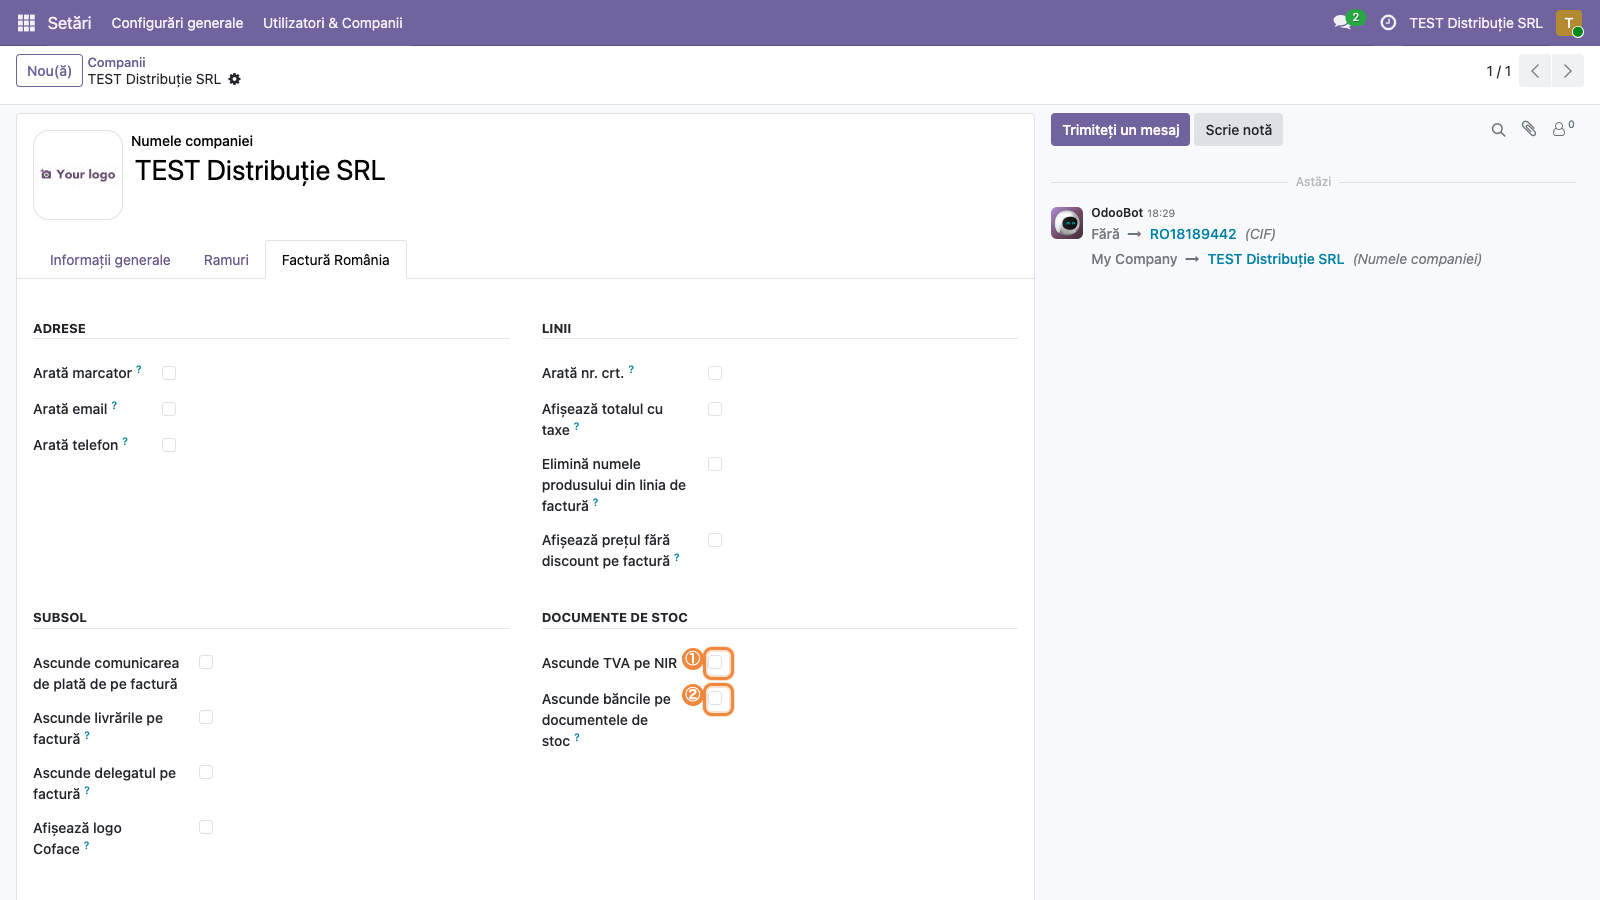 Setări
Configurări generale
Utilizatori & Companii
2
TEST Distribuție SRL
T
Nou(ă)
Companii
TEST Distribuție SRL
1 / 1
Your logo
Numele companiei
TEST Distribuție SRL
Informații generale
Ramuri
Factură România
ADRESE
Arată marcator ?
Arată email ?
Arată telefon ?
LINII
Arată nr. crt. ?
Afișează totalul cu
taxe ?
Elimină numele
produsului din linia de
factură ?
Afișează prețul fără
discount pe factură ?
SUBSOL
Ascunde comunicarea
de plată de pe factură
Ascunde livrările pe
factură ?
Ascunde delegatul pe
factură ?
Afișează logo
Coface ?
DOCUMENTE DE STOC
Ascunde TVA pe NIR
①
Ascunde băncile pe
documentele de
stoc ?
②
Trimiteți un mesaj
Scrie notă
0
Astăzi
OdooBot 18:29
Fără → RO18189442 (CIF)
My Company → TEST Distribuție SRL (Numele companiei)